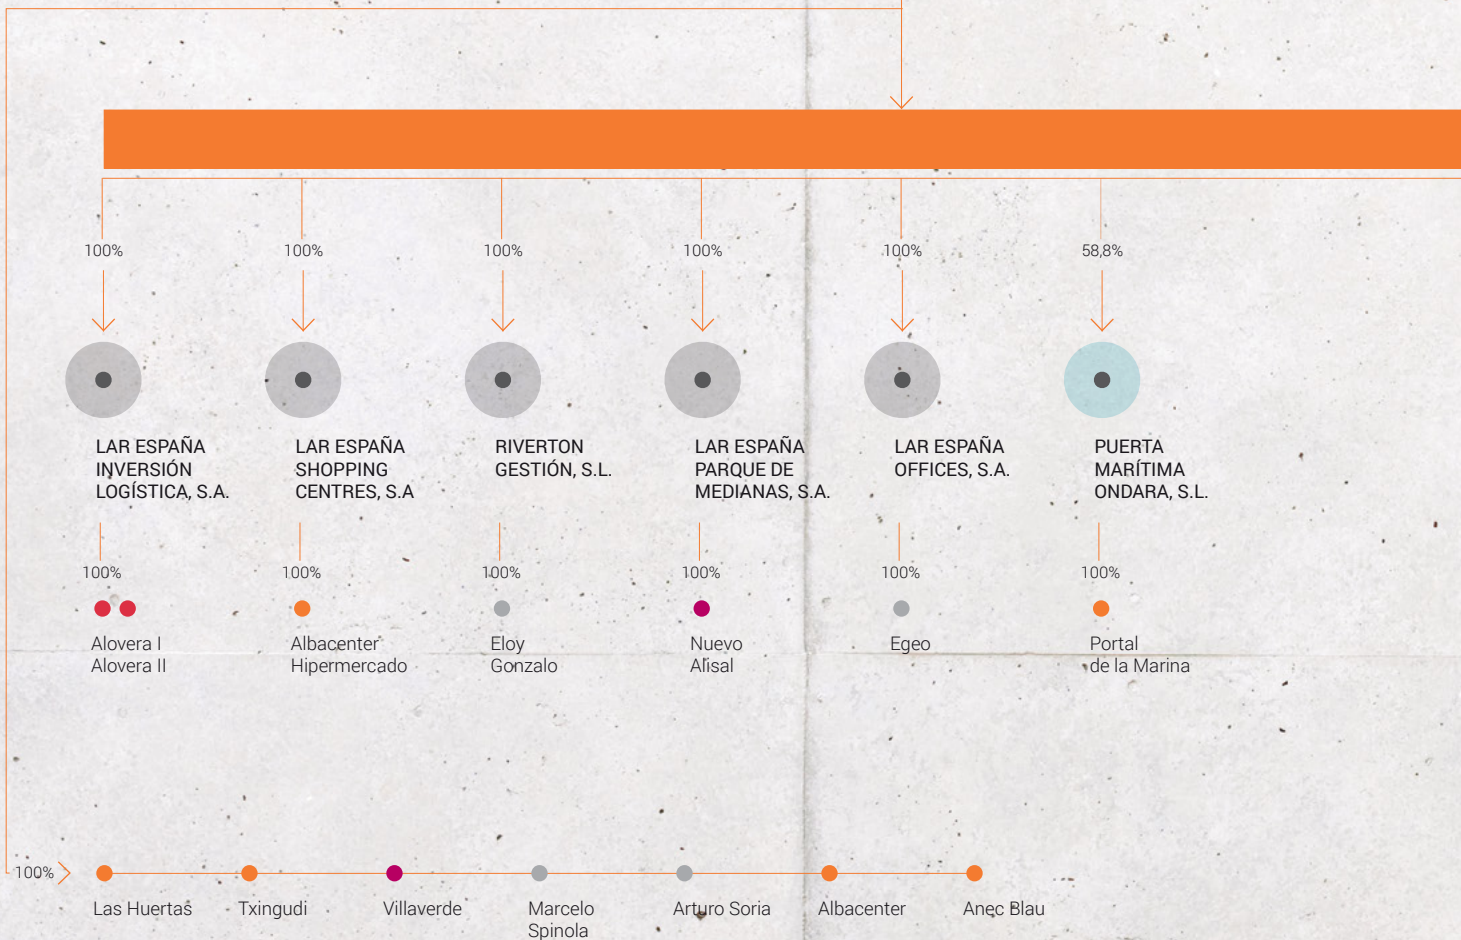 100%
100%
100%
100%
100%
58,8%
LAR ESPAÑA
INVERSIÓN
LOGÍSTICA, S.A.
LAR ESPAÑA
SHOPPING
CENTRES, S.A
RIVERTON
GESTIÓN, S.L.
LAR ESPAÑA
PARQUE DE
MEDIANAS, S.A.
LAR ESPAÑA
OFFICES, S.A.
PUERTA
MARÍTIMA
ONDARA, S.L.
100%
100%
100%
100%
100%
100%
Alovera I
Alovera II
Albacenter
Hipermercado
Eloy
Gonzalo
Nuevo
Alisal
Egeo
Portal
de la Marina
100%
Las Huertas
Txingudi
Villaverde
Marcelo
Spinola
Arturo Soria
Albacenter
Anec Blau